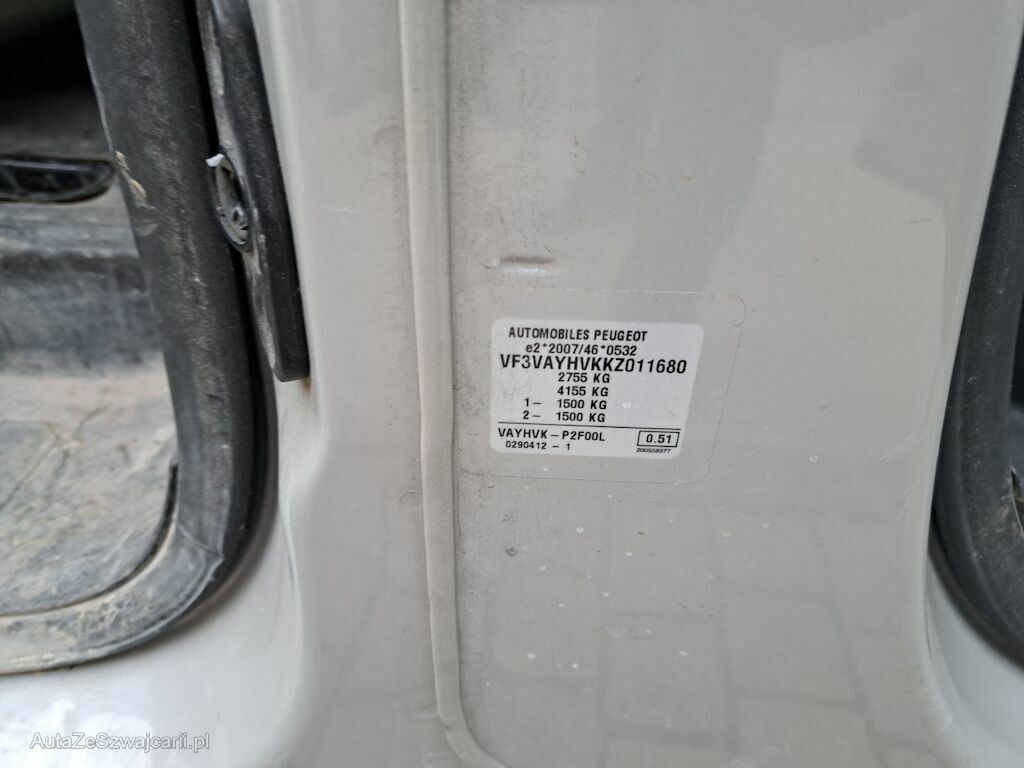 AUTOMOBILES PEUGEOT
e2*2007/46*0532
VF3VAYHVKKZ011680
2755 KG
4155 KG
1- 1500 KG
2- 1500 KG
VAYHVK-P2F00L 0.51
0290412-1 200558377
AutaZeSzwajcarii.pl